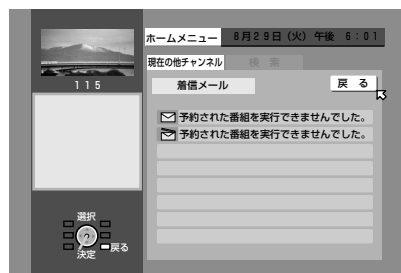 ホームメニュー 8月29日（火）午後 6：01
現在の他チャンネル 検 索
115
着信メール 戻 る
予約された番組を実行できませんでした。
予約された番組を実行できませんでした。
選択
戻る
決定